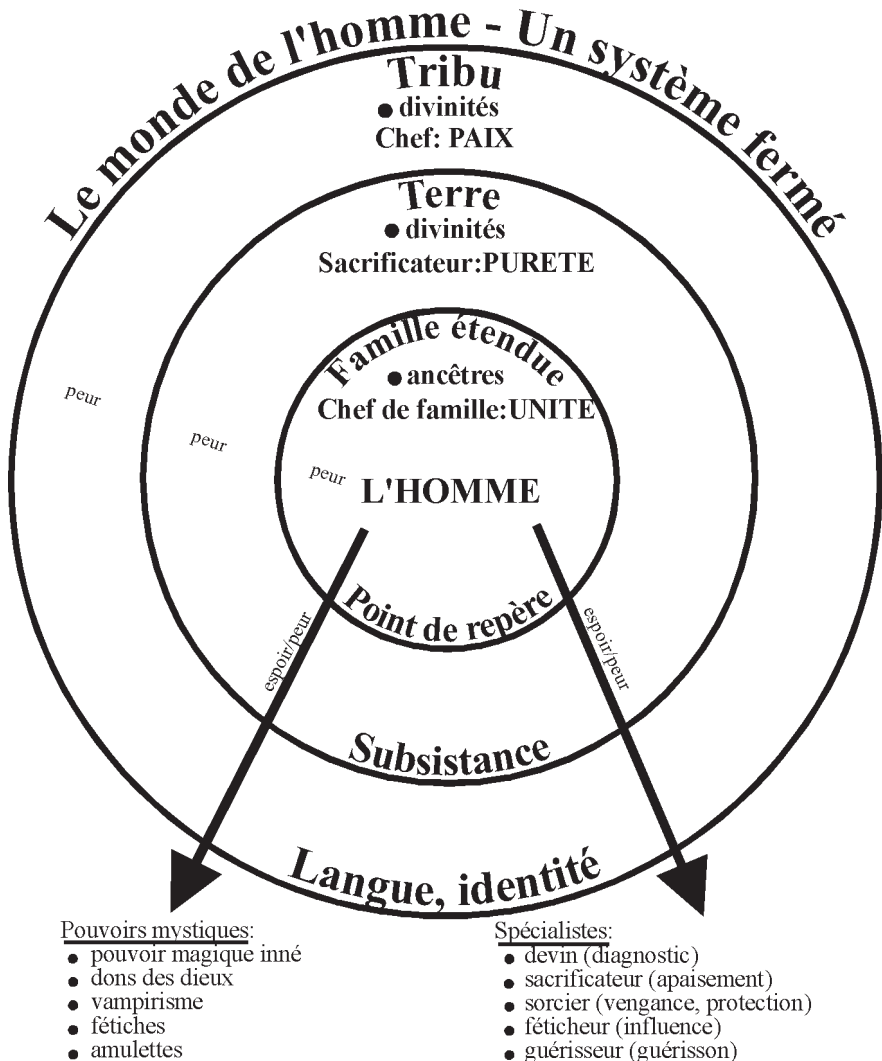 Le monde de l'homme - Un système fermé
Tribu
● divinités
Chef: PAIX
Terre
● divinités
Sacrificateur:PURETE
Famille étendue
● ancêtres
Chef de famille:UNITE
peur
peur
peur
L'HOMME
Point de repère
espoir/peur
espoir/peur
Subsistance
Langue, identité
Pouvoirs mystiques:
● pouvoir magique inné
● dons des dieux
● vampirisme
● fétiches
● amulettes
Spécialistes:
● devin (diagnostic)
● sacrificateur (apaisement)
● sorcier (vengance, protection)
● féticheur (influence)
● guérisseur (guérisson)